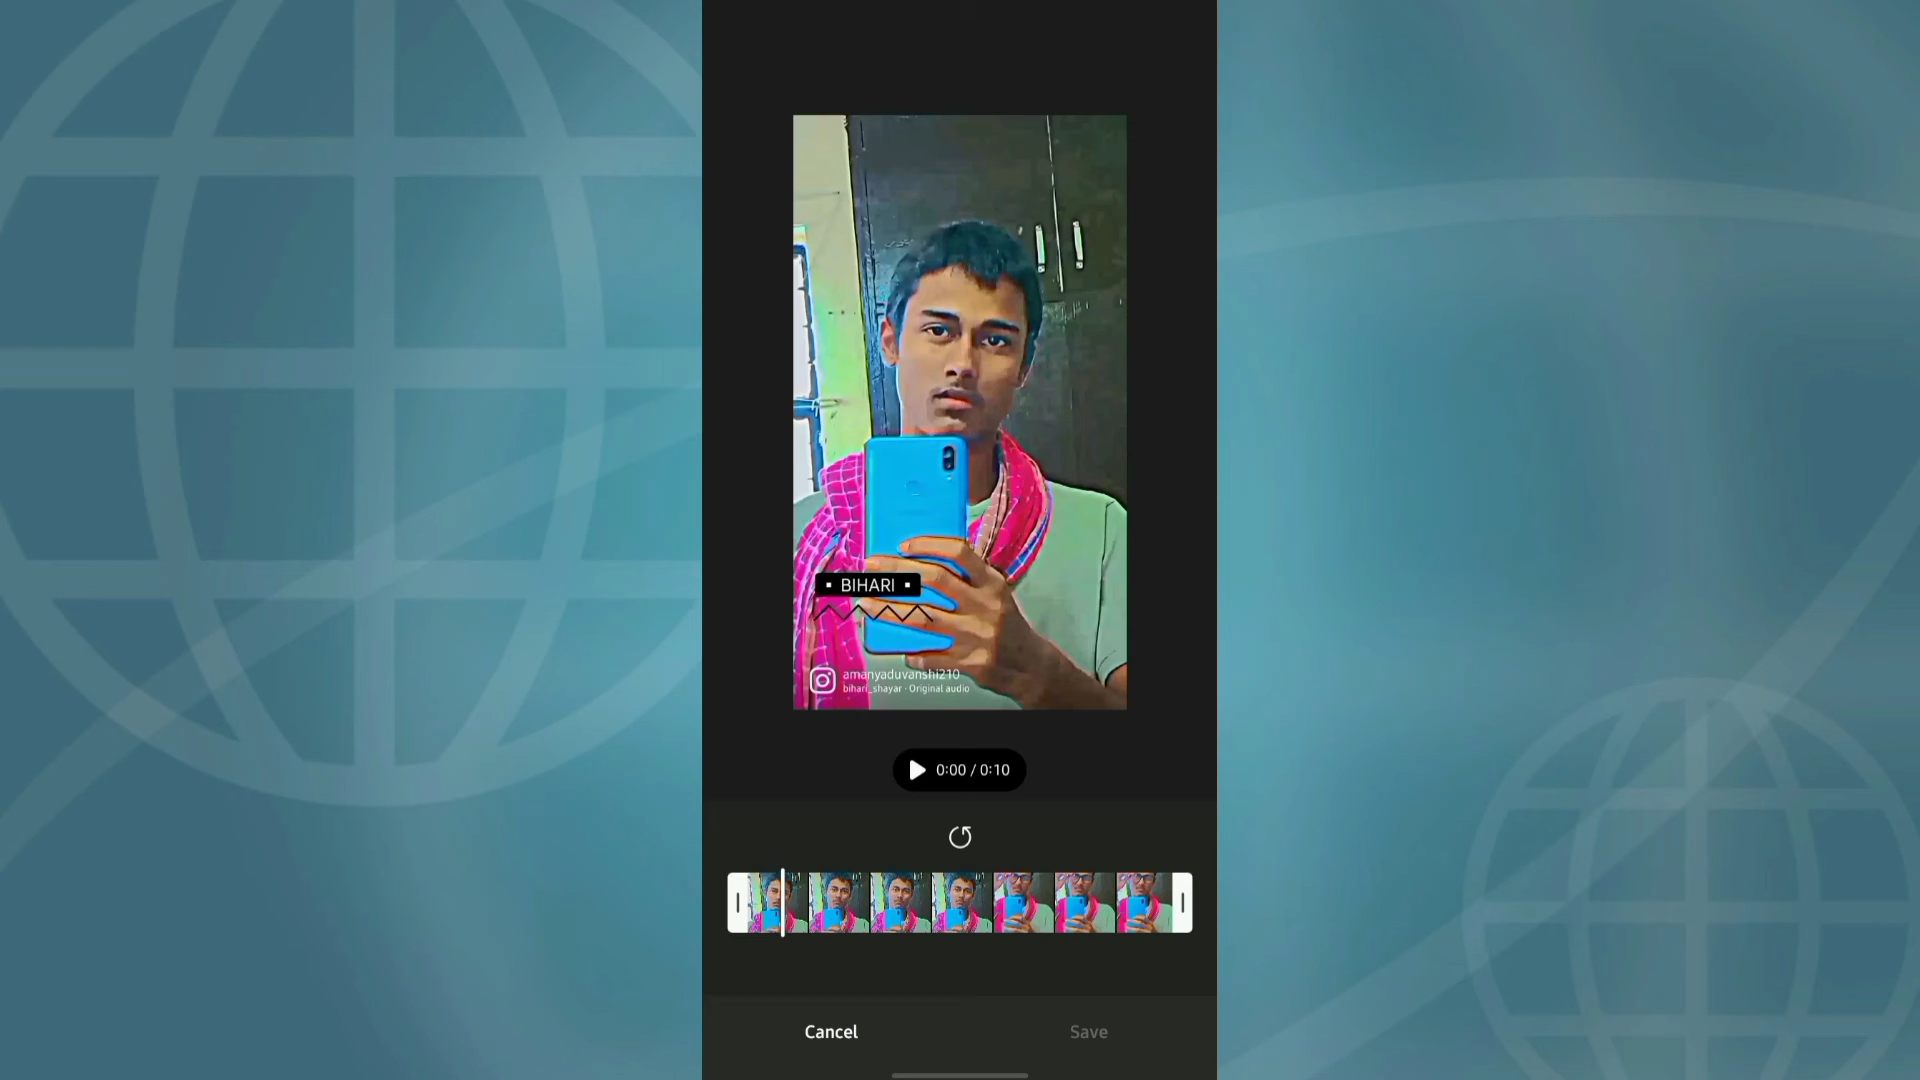 ▪ BIHARI ▪
amanyaduvanshi210
bihari_shayar · Original audio
0:00 / 0:10
Cancel
Save